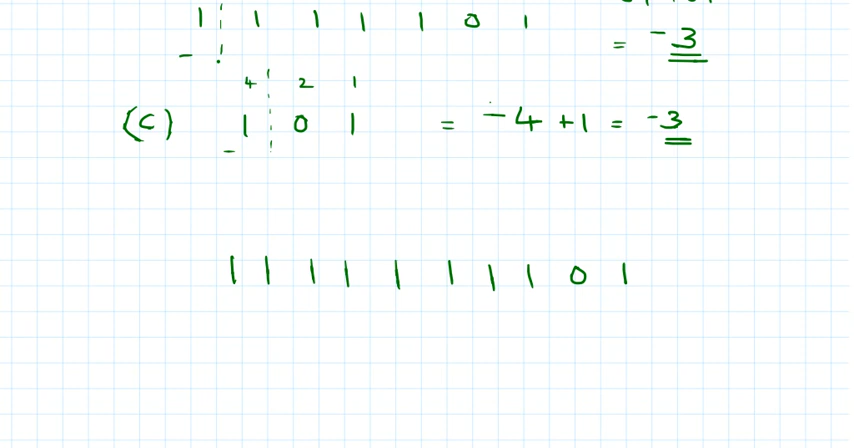 1 1 1 1 1 0 1
= -3
4 2 1
(C) 1 0 1 = -4 + 1 = -3
1 1 1 1 1 1 1 1 0 1